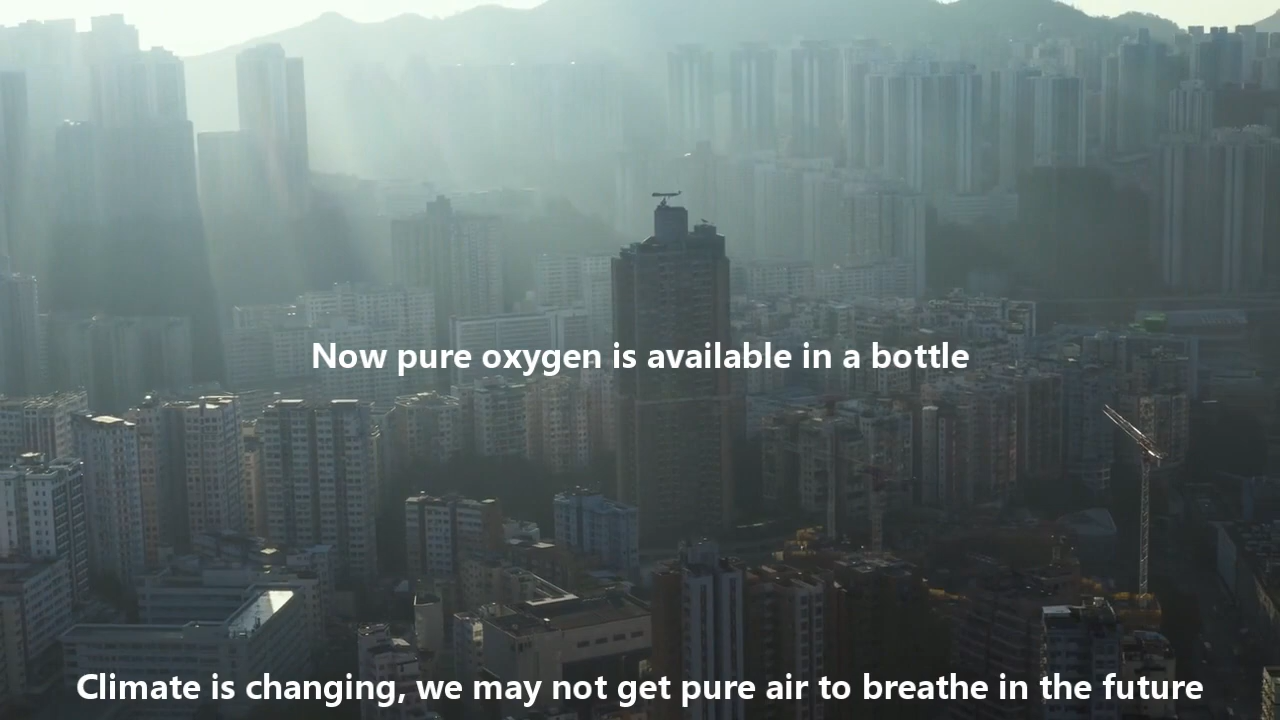 Now pure oxygen is available in a bottle
Climate is changing, we may not get pure air to breathe in the future